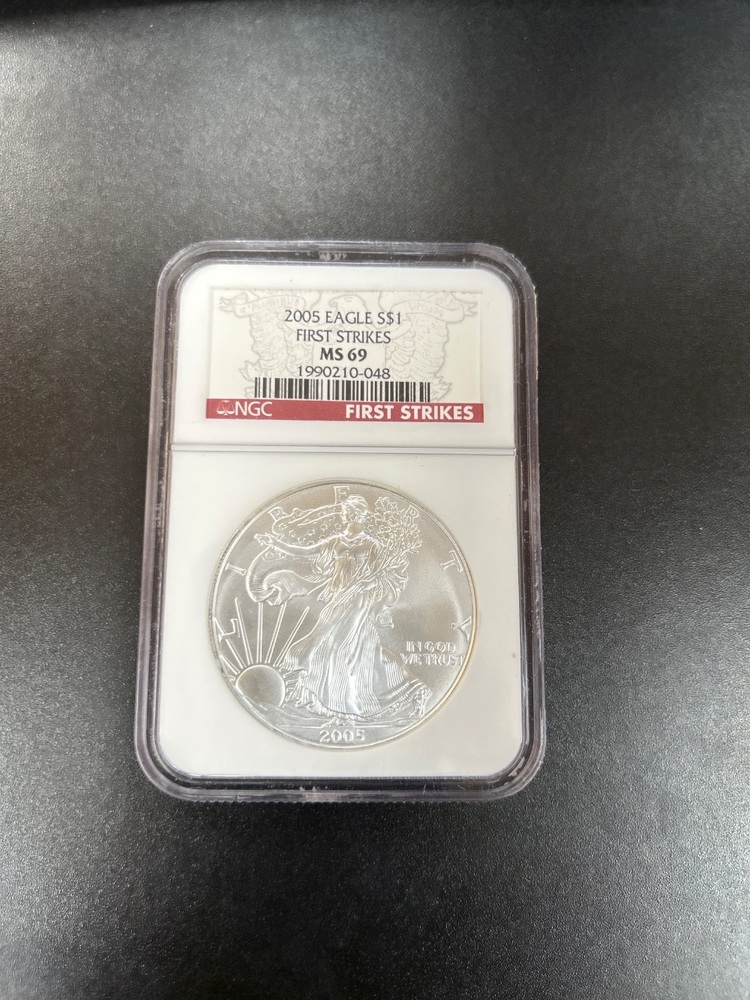 2005 EAGLE S$1
FIRST STRIKES
MS 69
1990210-048
NGC FIRST STRIKES
LIBERTY
IN GOD
WE TRUST
2005